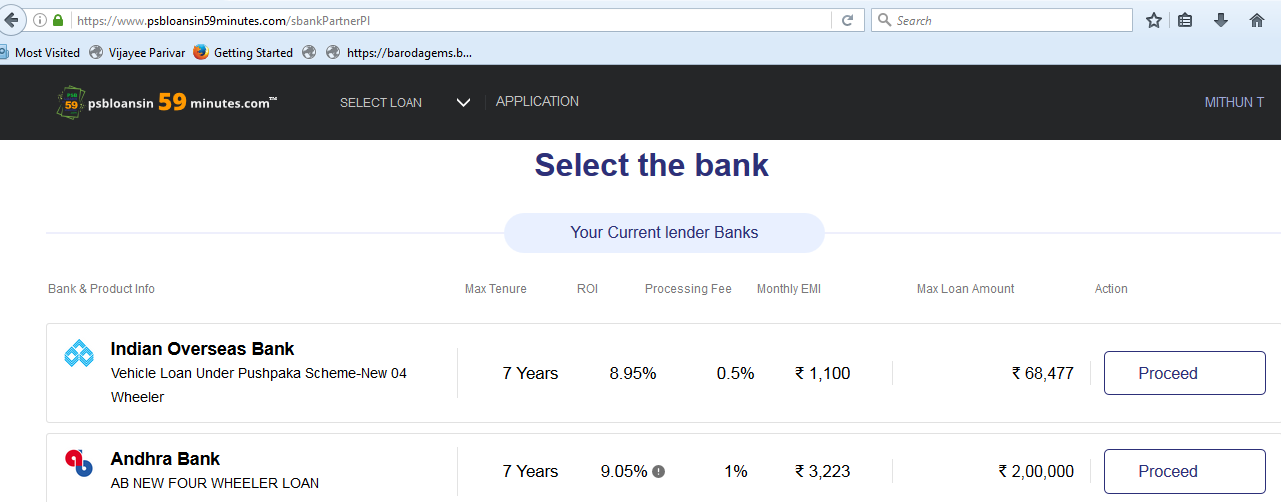 https://www.psbloansin59minutes.com/sbankPartnerPl
Search
Most Visited Vijayee Parivar Getting Started https://barodagems.b...
PSB 59 psbloansin 59 minutes.com™ SELECT LOAN APPLICATION MITHUN T
Select the bank
Your Current lender Banks
Bank & Product Info Max Tenure ROI Processing Fee Monthly EMI Max Loan Amount Action
Indian Overseas Bank
Vehicle Loan Under Pushpaka Scheme-New 04
Wheeler
7 Years 8.95% 0.5% ₹ 1,100 ₹ 68,477 Proceed
Andhra Bank
AB NEW FOUR WHEELER LOAN
7 Years 9.05% 1% ₹ 3,223 ₹ 2,00,000 Proceed